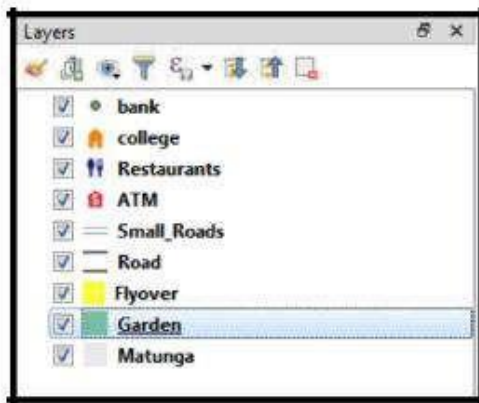 Layers
bank
college
Restaurants
ATM
Small_Roads
Road
Flyover
Garden
Matunga